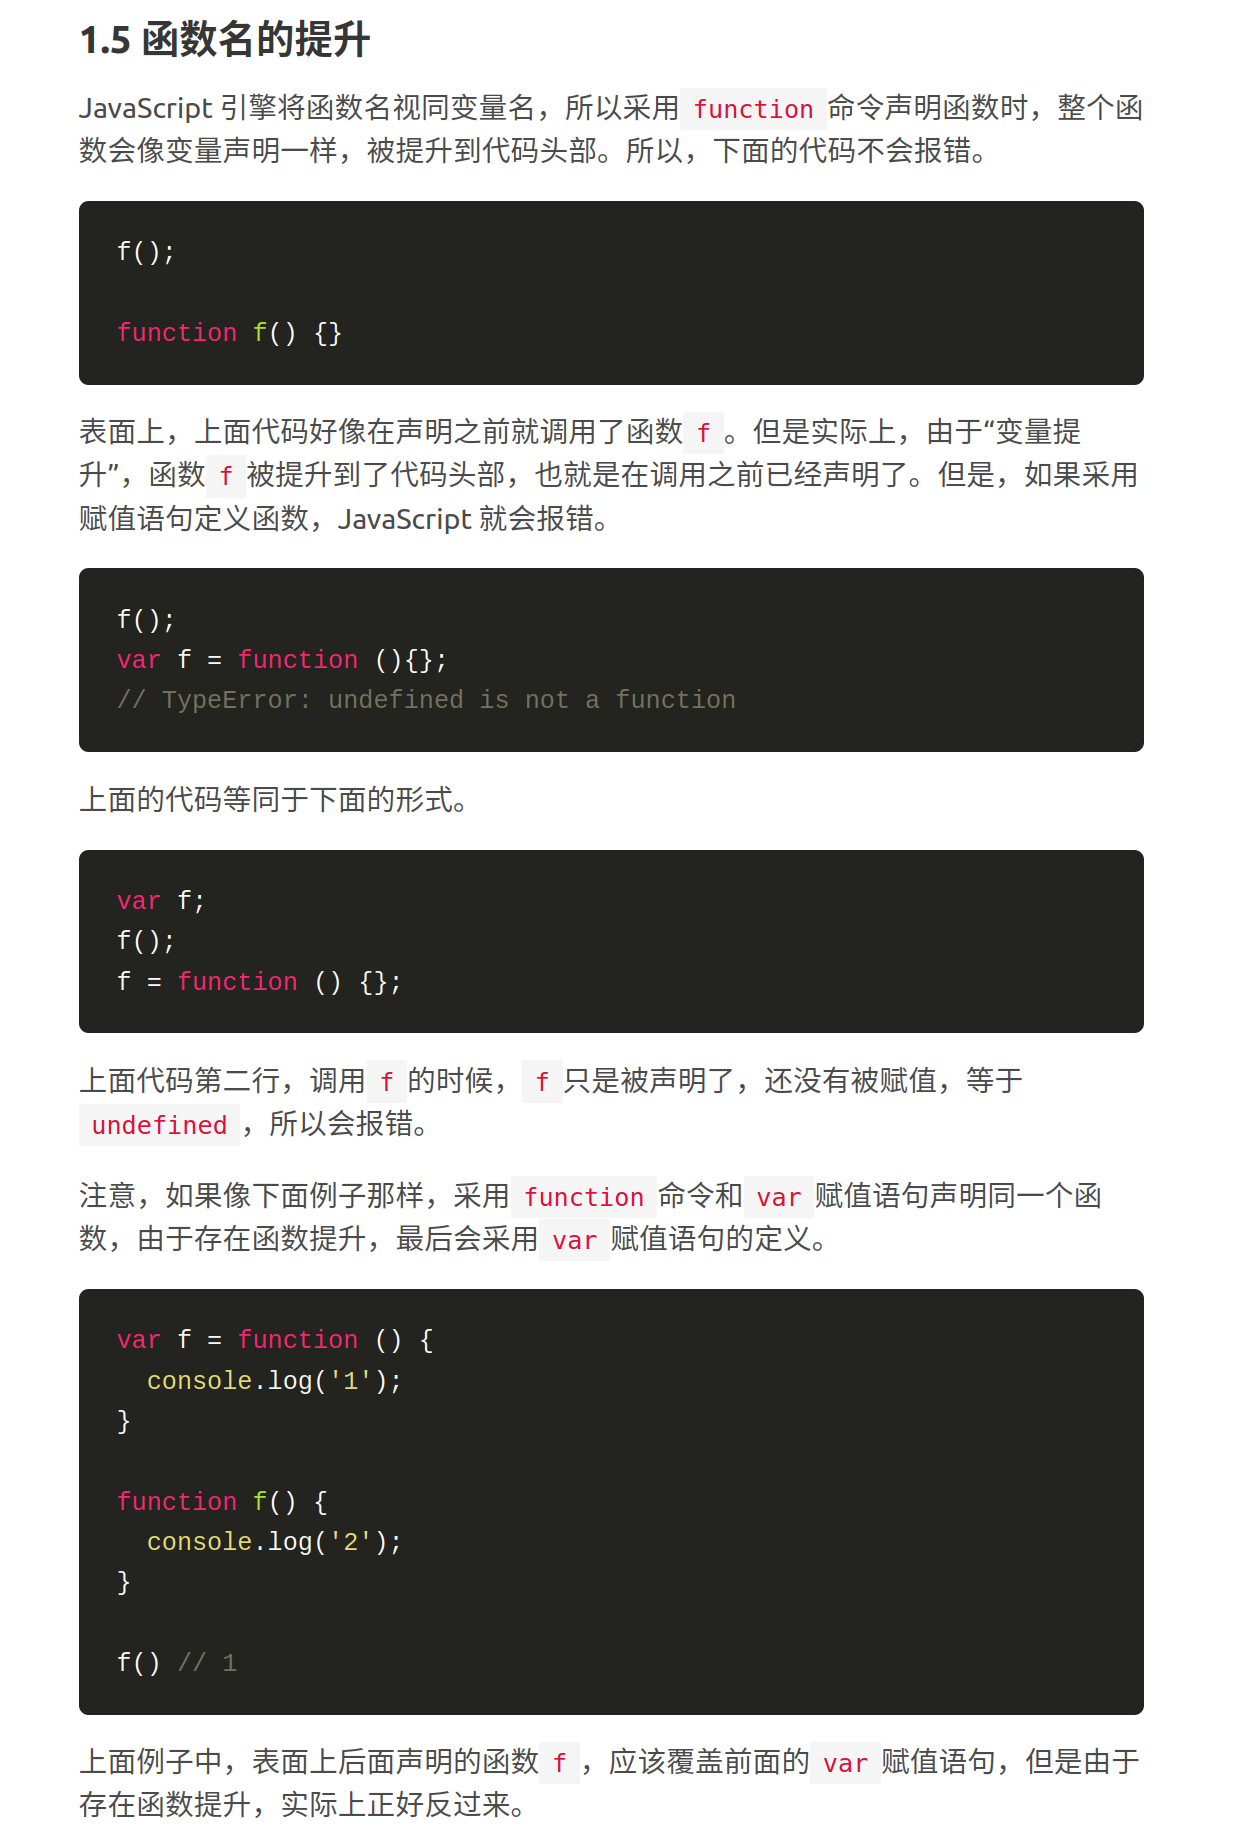 1.5 函数名的提升
JavaScript 引擎将函数名视同变量名，所以采用 function 命令声明函数时，整个函
数会像变量声明一样，被提升到代码头部。所以，下面的代码不会报错。
f();
function f() {}
表面上，上面代码好像在声明之前就调用了函数 f 。但是实际上，由于“变量提
升”，函数 f 被提升到了代码头部，也就是在调用之前已经声明了。但是，如果采用
赋值语句定义函数，JavaScript 就会报错。
f();
var f = function (){};
// TypeError: undefined is not a function
上面的代码等同于下面的形式。
var f;
f();
f = function () {};
上面代码第二行，调用 f 的时候， f 只是被声明了，还没有被赋值，等于
undefined ，所以会报错。
注意，如果像下面例子那样，采用 function 命令和 var 赋值语句声明同一个函
数，由于存在函数提升，最后会采用 var 赋值语句的定义。
var f = function () {
  console.log('1');
}
function f() {
  console.log('2');
}
f() // 1
上面例子中，表面上后面声明的函数 f ，应该覆盖前面的 var 赋值语句，但是由于
存在函数提升，实际上正好反过来。